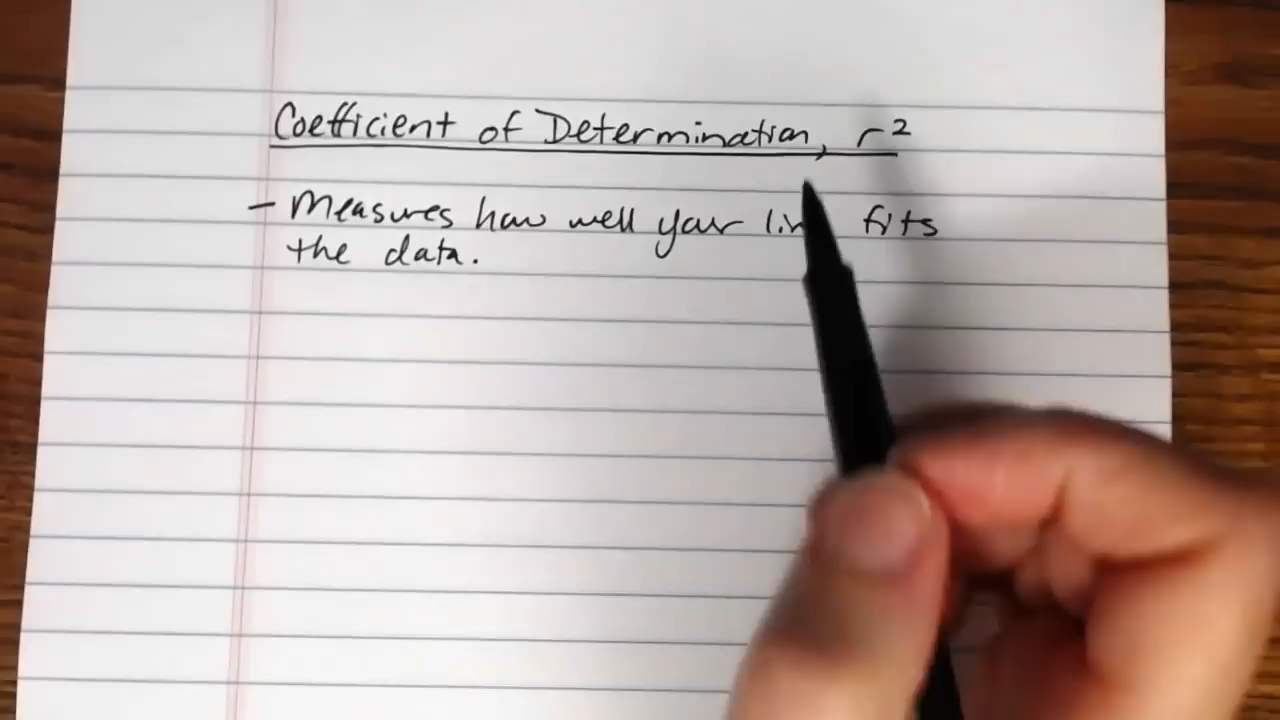 Coefficient of Determination, r²
- Measures how well your fits
the data.